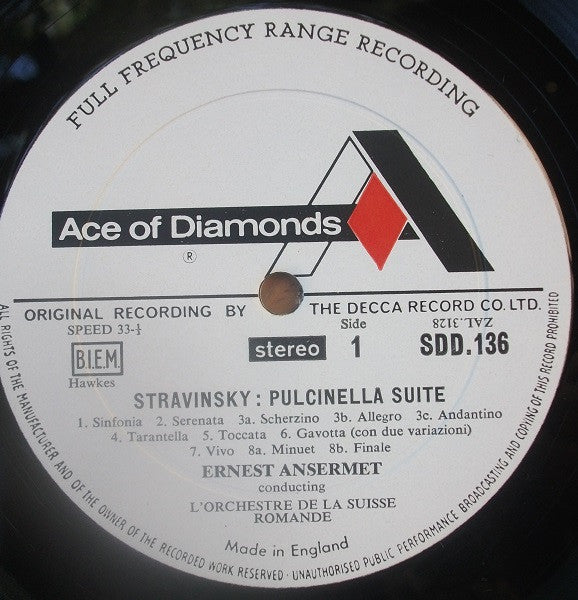 FULL FREQUENCY RANGE RECORDING
Ace of Diamonds
®
ORIGINAL RECORDING BY THE DECCA RECORD CO. LTD.
SPEED 33-⅓
Side
ZAL.3128
B.I.E.M
stereo
1
SDD.136
Hawkes
STRAVINSKY: PULCINELLA SUITE
1. Sinfonia 2. Serenata 3a. Scherzino 3b. Allegro 3c. Andantino
4. Tarantella 5. Toccata 6. Gavotta (con due variazioni)
7. Vivo 8a. Minuet 8b. Finale
ERNEST ANSERMET
conducting
L'ORCHESTRE DE LA SUISSE
ROMANDE
Made in England
ALL RIGHTS OF THE MANUFACTURER AND OF THE OWNER OF THE RECORDED WORK RESERVED · UNAUTHORISED PUBLIC PERFORMANCE BROADCASTING AND COPYING OF THIS RECORD PROHIBITED